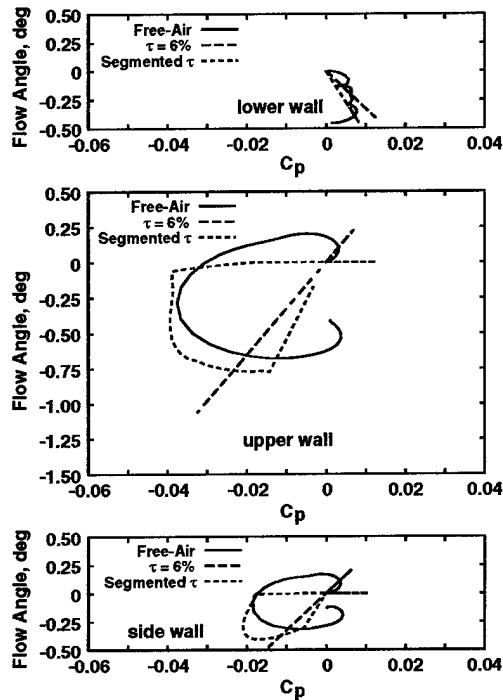 0.50
0.25
0
-0.25
-0.50
Flow Angle, deg
Free-Air
τ = 6%
Segmented τ
lower wall
-0.06 -0.04 -0.02 0 0.02 0.04
Cp
0.50
0.25
0
-0.25
-0.50
-0.75
-1.00
-1.25
-1.50
Flow Angle, deg
Free-Air
τ = 6%
Segmented τ
upper wall
-0.06 -0.04 -0.02 0 0.02 0.04
Cp
0.50
0.25
0
-0.25
-0.50
Flow Angle, deg
Free-Air
τ = 6%
Segmented τ
side wall
-0.06 -0.04 -0.02 0 0.02 0.04
Cp